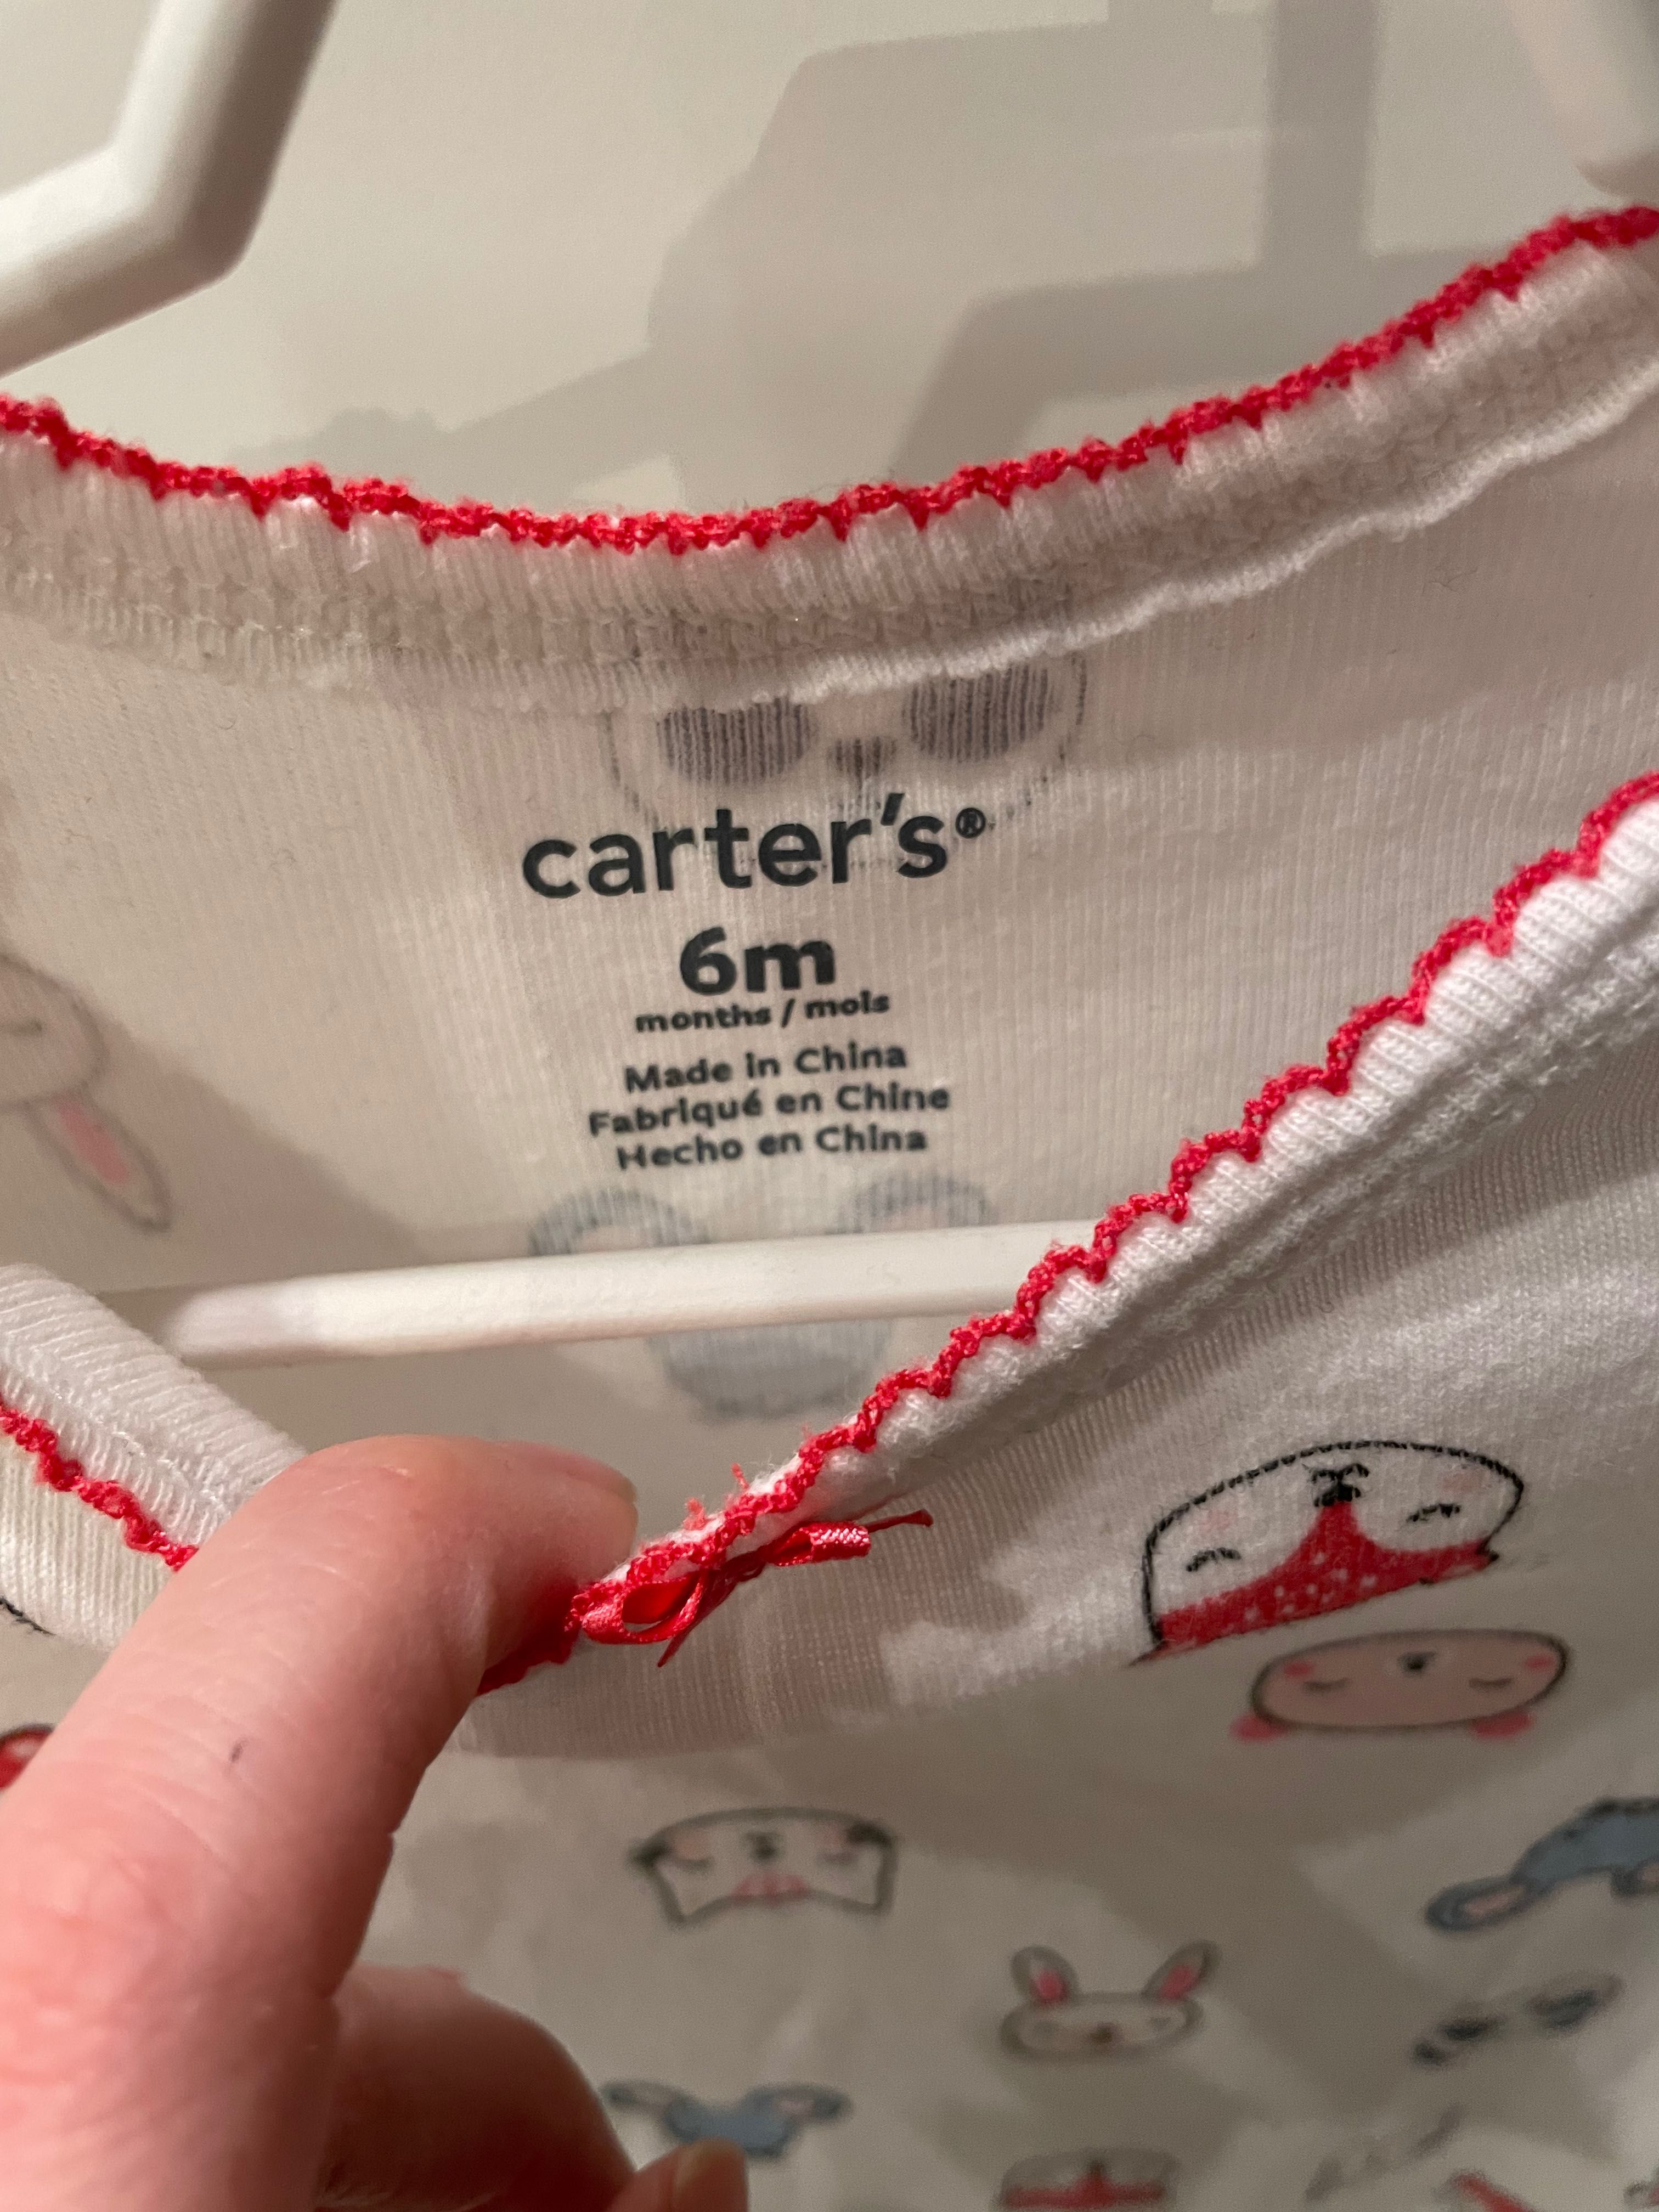 carter's®
6m
months / mois
Made in China
Fabriqué en Chine
Hecho en China